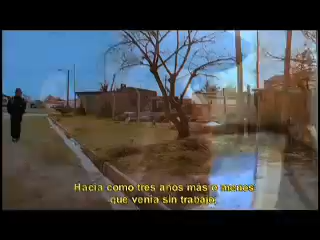 Hacía como tres años más o menos
que venía sin trabajo,